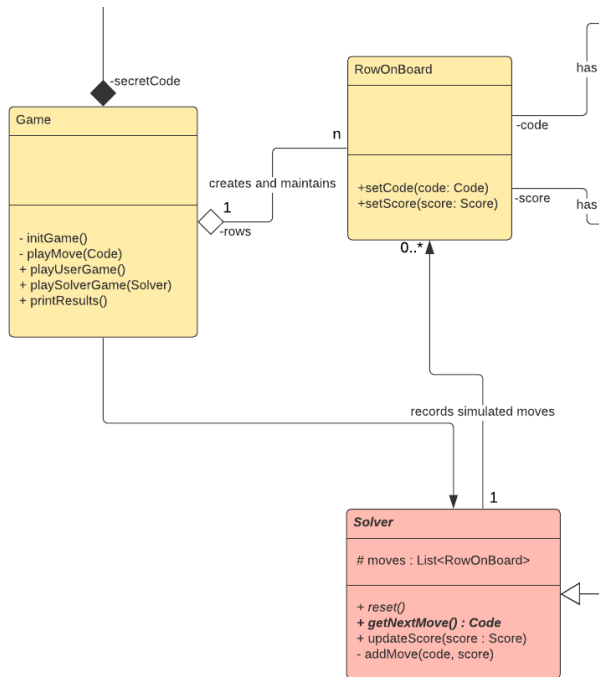 -secretCode
Game
- initGame()
- playMove(Code)
+ playUserGame()
+ playSolverGame(Solver)
+ printResults()
1
-rows
creates and maintains
n
RowOnBoard
+setCode(code: Code)
+setScore(score: Score)
has
-code
-score
has
0..*
records simulated moves
1
Solver
# moves : List<RowOnBoard>
+ reset()
+ getNextMove() : Code
+ updateScore(score : Score)
- addMove(code, score)